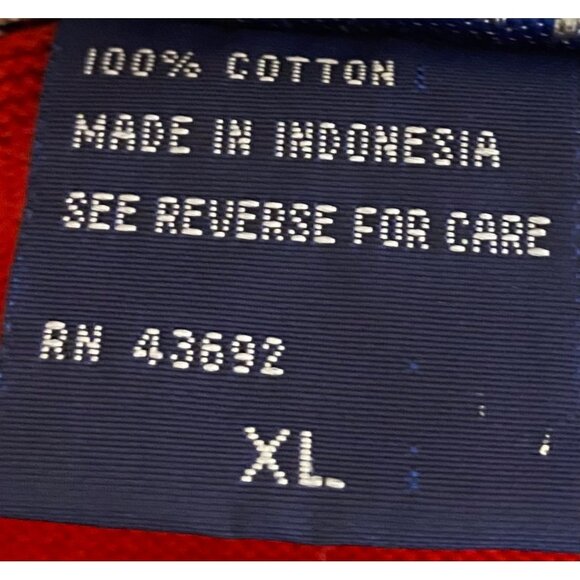 100% COTTON
MADE IN INDONESIA
SEE REVERSE FOR CARE
RN 43692
XL